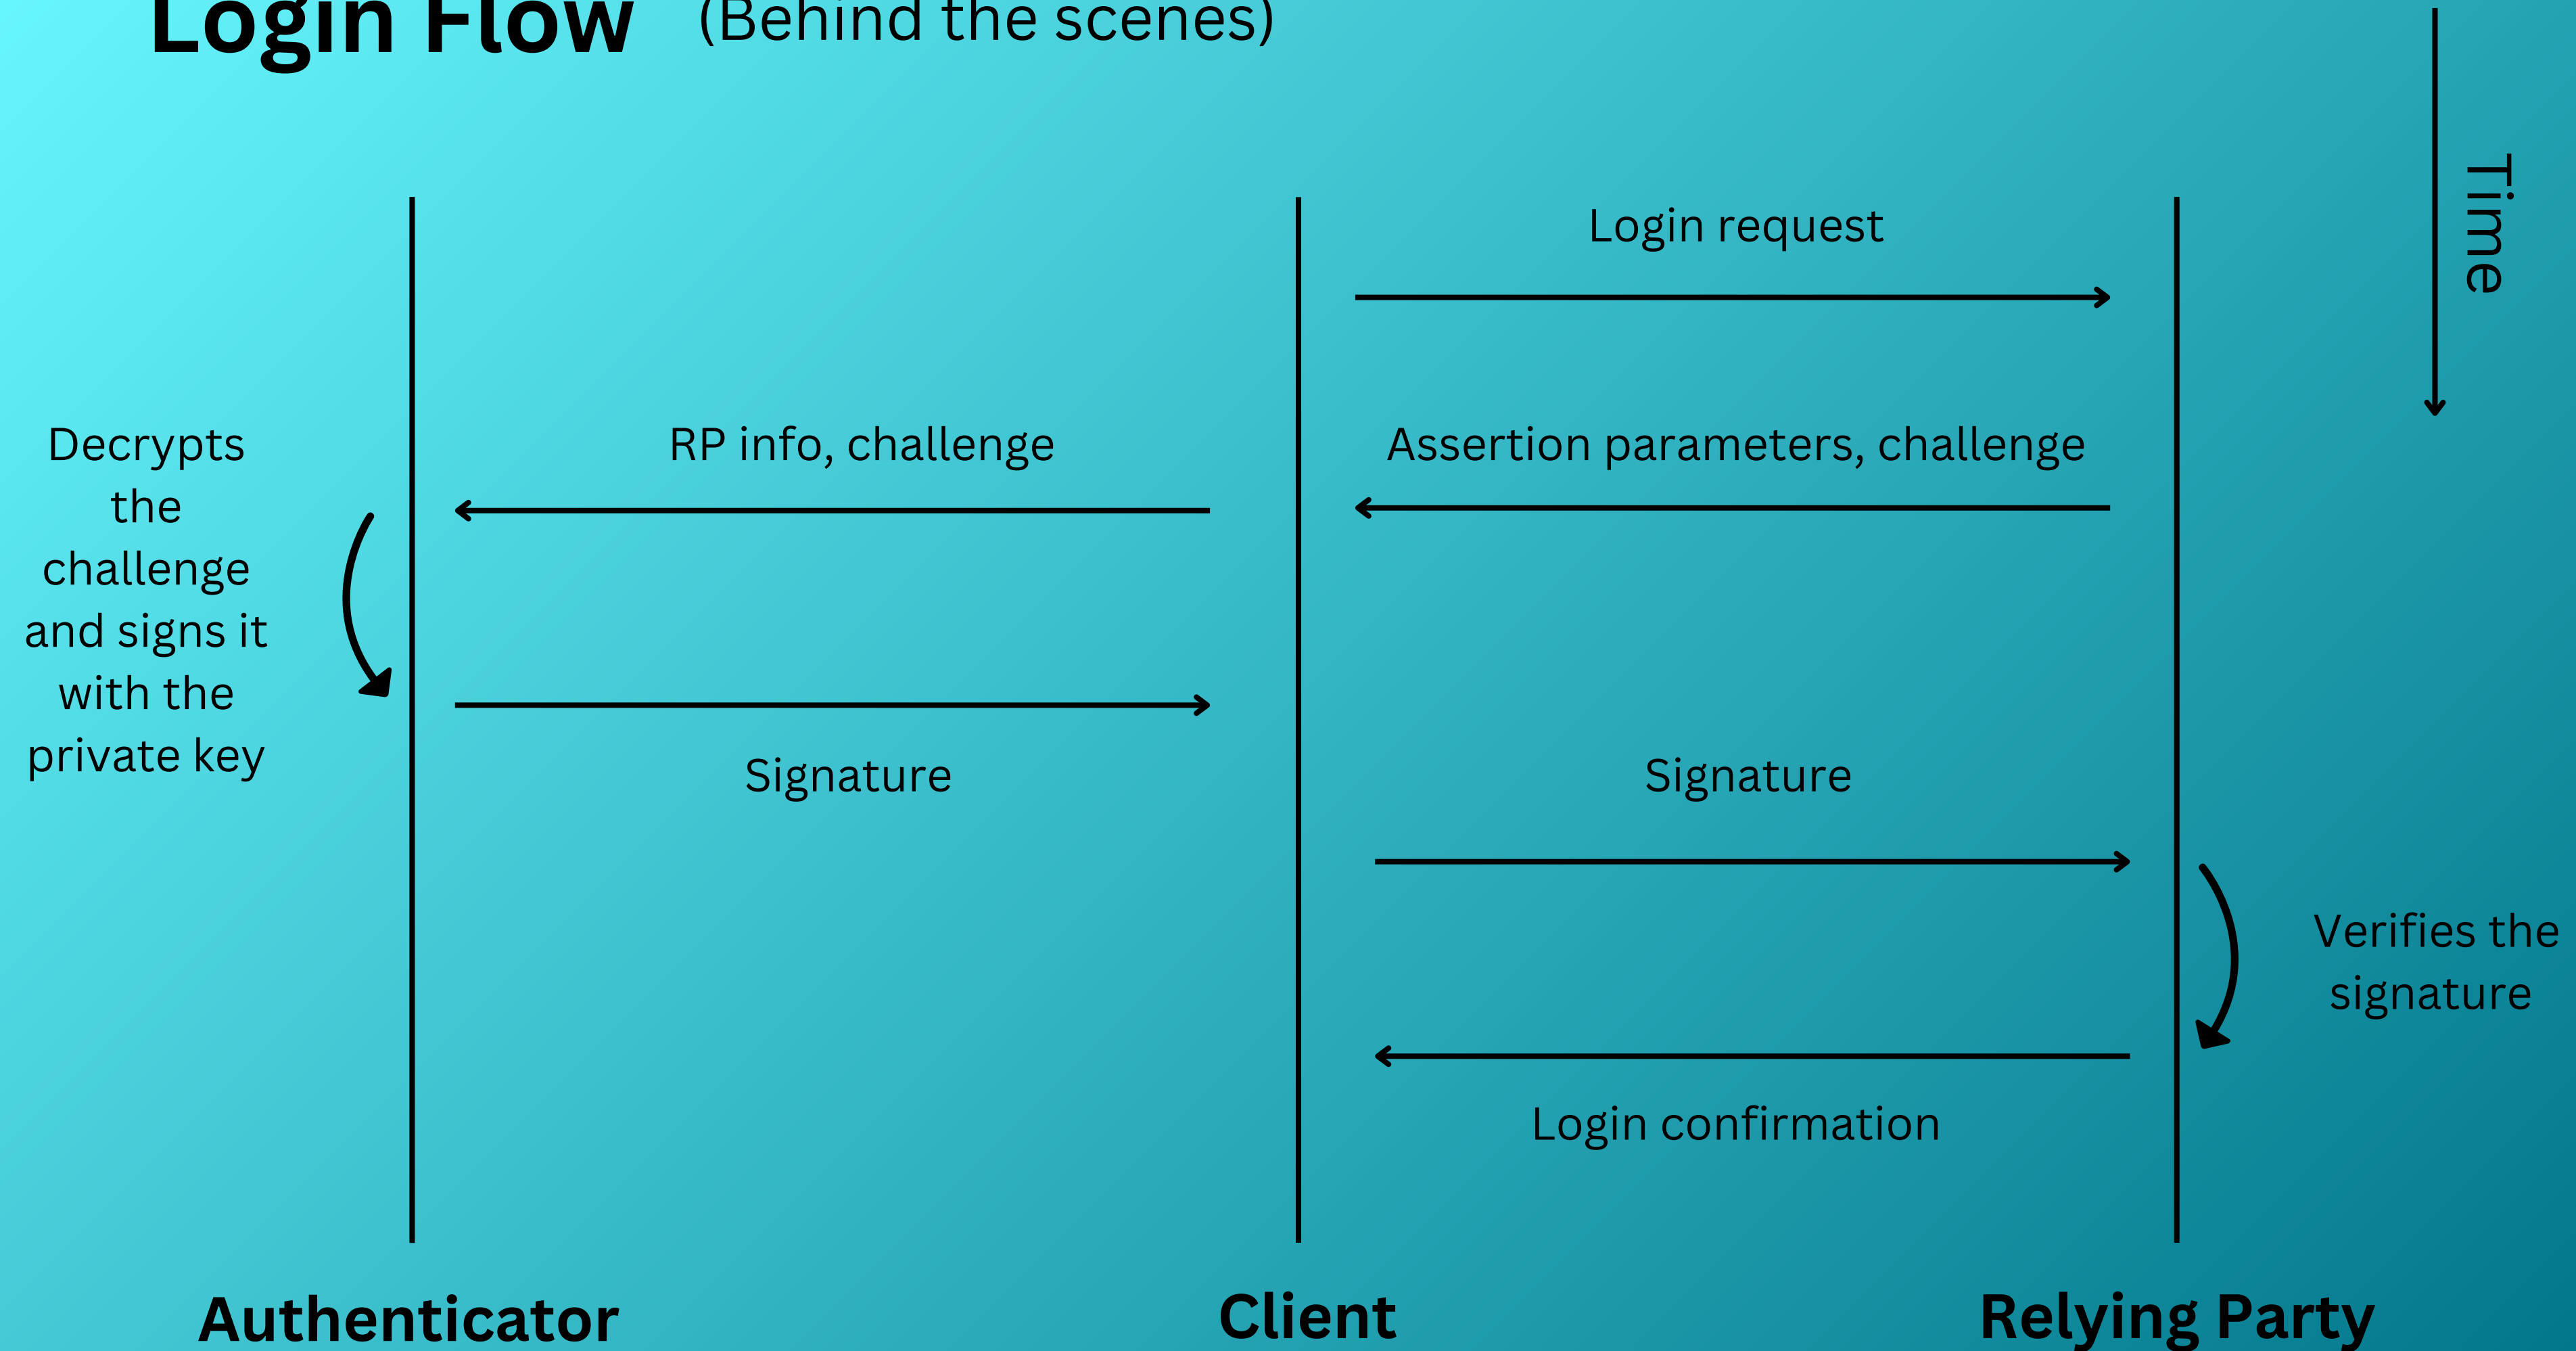 Login Flow (Behind the scenes)
Time
Login request
RP info, challenge
Assertion parameters, challenge
Decrypts
the
challenge
and signs it
with the
private key
Signature
Signature
Verifies the
signature
Login confirmation
Authenticator
Client
Relying Party